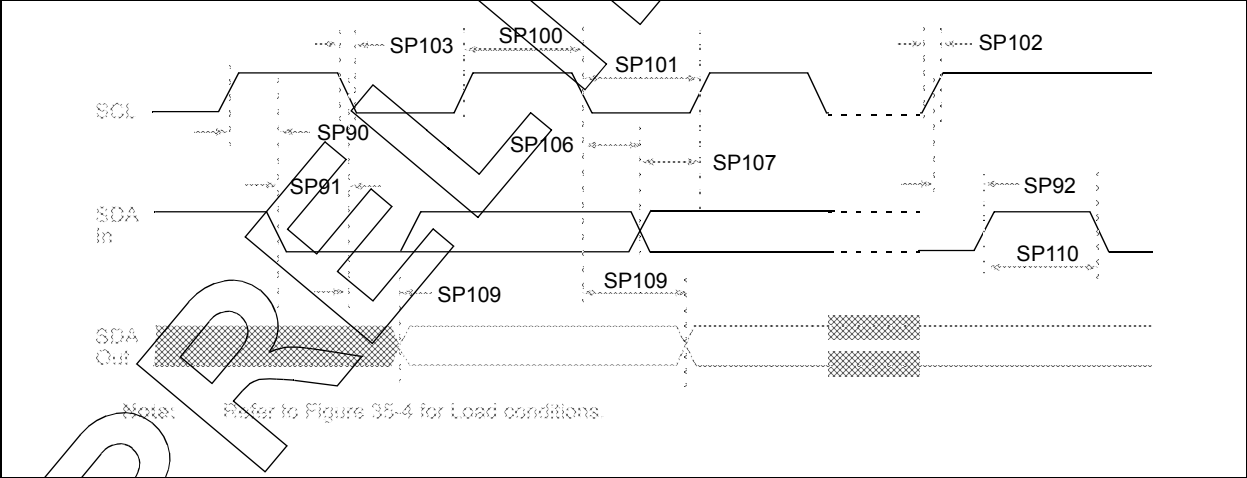 SP103
SP100
SP102
SP101
SCL
SP90
SP106
SP107
SP91
SP92
SDA
In
SP110
SP109
SP109
SDA
Out
Note: Refer to Figure 35-4 for Load conditions.
PREL